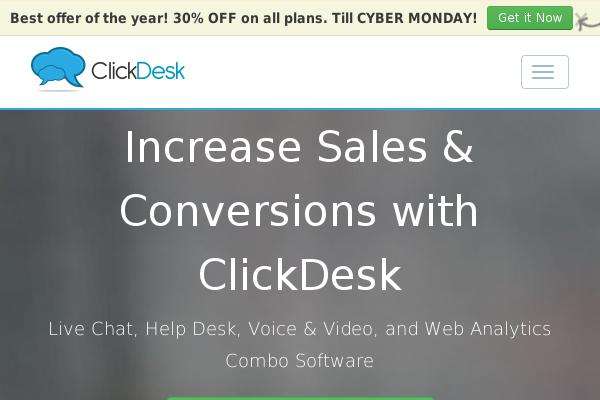 Best offer of the year! 30% OFF on all plans. Till CYBER MONDAY! Get it Now
ClickDesk
Increase Sales &
Conversions with
ClickDesk
Live Chat, Help Desk, Voice & Video, and Web Analytics
Combo Software